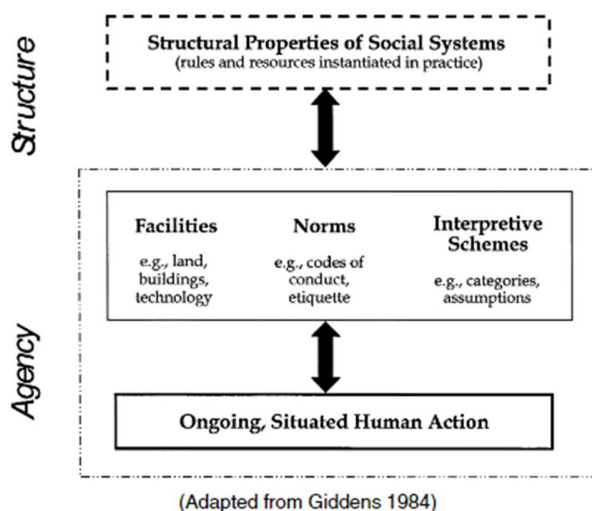 Structure
Structural Properties of Social Systems
(rules and resources instantiated in practice)
Agency
Facilities
e.g., land,
buildings,
technology
Norms
e.g., codes of
conduct,
etiquette
Interpretive
Schemes
e.g., categories,
assumptions
Ongoing, Situated Human Action
(Adapted from Giddens 1984)